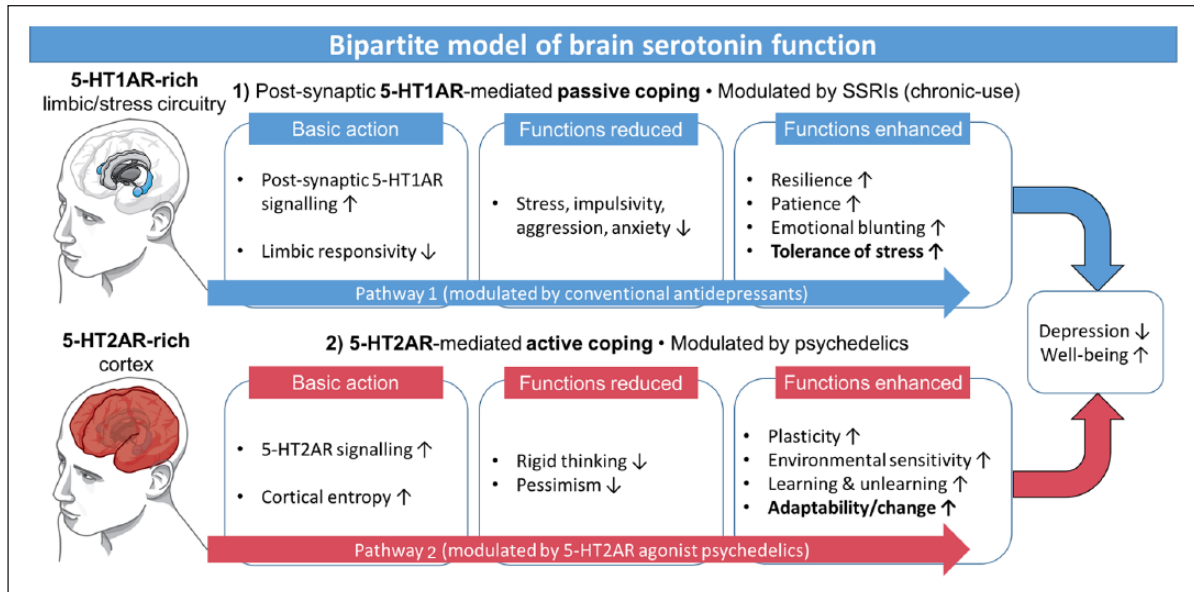 Bipartite model of brain serotonin function
5-HT1AR-rich
limbic/stress circuitry
1) Post-synaptic 5-HT1AR-mediated passive coping • Modulated by SSRIs (chronic-use)
Basic action
• Post-synaptic 5-HT1AR
signalling ↑
• Limbic responsivity ↓
Functions reduced
• Stress, impulsivity,
aggression, anxiety ↓
Functions enhanced
• Resilience ↑
• Patience ↑
• Emotional blunting ↑
• Tolerance of stress ↑
Pathway 1 (modulated by conventional antidepressants)
5-HT2AR-rich
cortex
2) 5-HT2AR-mediated active coping • Modulated by psychedelics
Basic action
• 5-HT2AR signalling ↑
• Cortical entropy ↑
Functions reduced
• Rigid thinking ↓
• Pessimism ↓
Functions enhanced
• Plasticity ↑
• Environmental sensitivity ↑
• Learning & unlearning ↑
• Adaptability/change ↑
Pathway 2 (modulated by 5-HT2AR agonist psychedelics)
Depression ↓
Well-being ↑